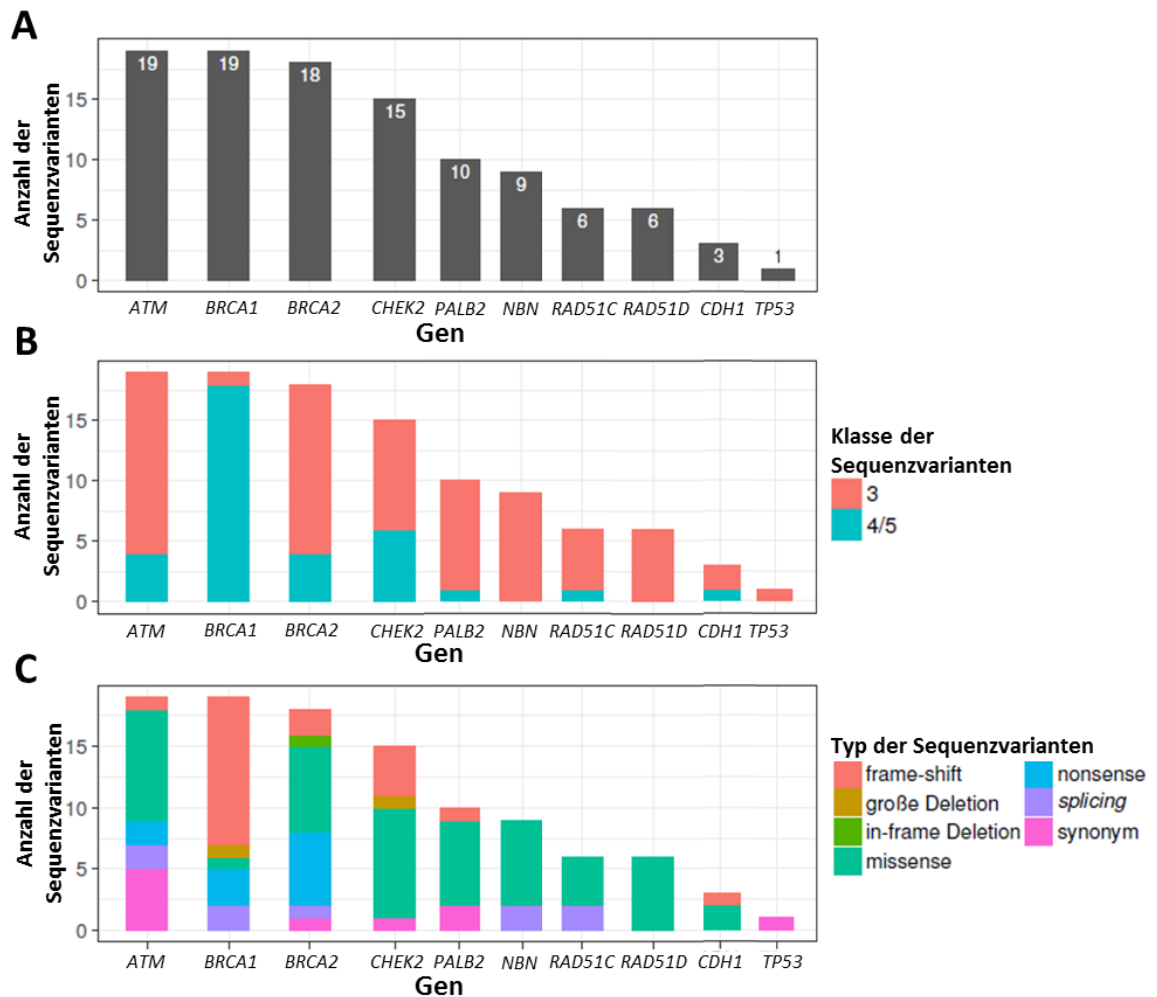 A
Anzahl der
Sequenzvarianten
15
10
5
0
19 19 18 15 10 9 6 6 3 1
ATM BRCA1 BRCA2 CHEK2 PALB2 NBN RAD51C RAD51D CDH1 TP53
Gen
B
Anzahl der
Sequenzvarianten
15
10
5
0
ATM BRCA1 BRCA2 CHEK2 PALB2 NBN RAD51C RAD51D CDH1 TP53
Gen
Klasse der
Sequenzvarianten
3
4/5
C
Anzahl der
Sequenzvarianten
15
10
5
0
ATM BRCA1 BRCA2 CHEK2 PALB2 NBN RAD51C RAD51D CDH1 TP53
Gen
Typ der Sequenzvarianten
frame-shift nonsense
große Deletion splicing
in-frame Deletion synonym
missense